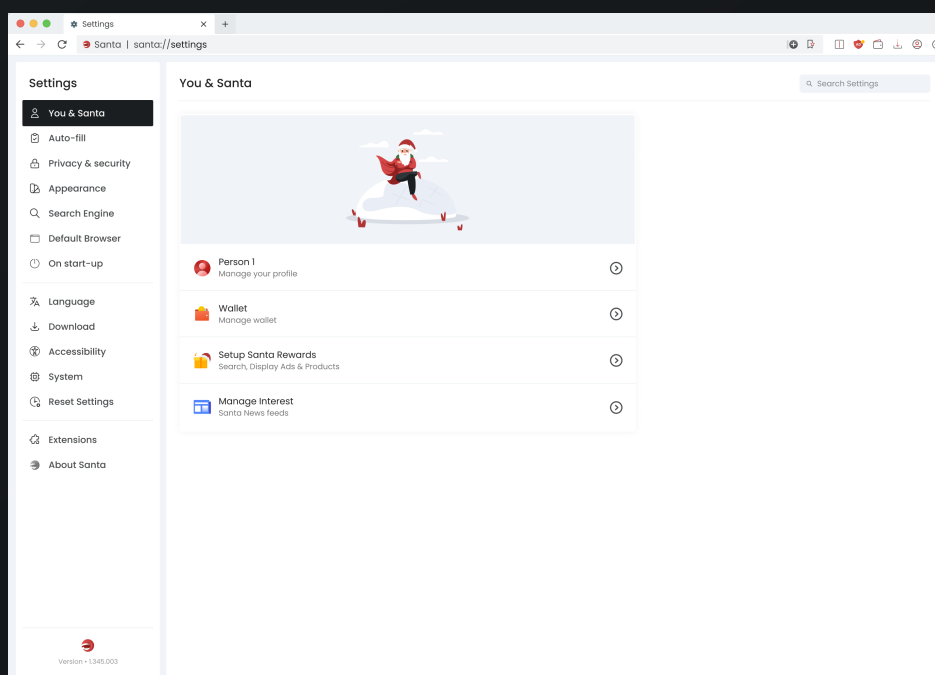 Settings
Santa | santa://settings
Settings
You & Santa
Auto-fill
Privacy & security
Appearance
Search Engine
Default Browser
On start-up
Language
Download
Accessibility
System
Reset Settings
Extensions
About Santa
Version • 1.345.003
You & Santa
Search Settings
Person 1
Manage your profile
Wallet
Manage wallet
Setup Santa Rewards
Search, Display Ads & Products
Manage Interest
Santa News feeds